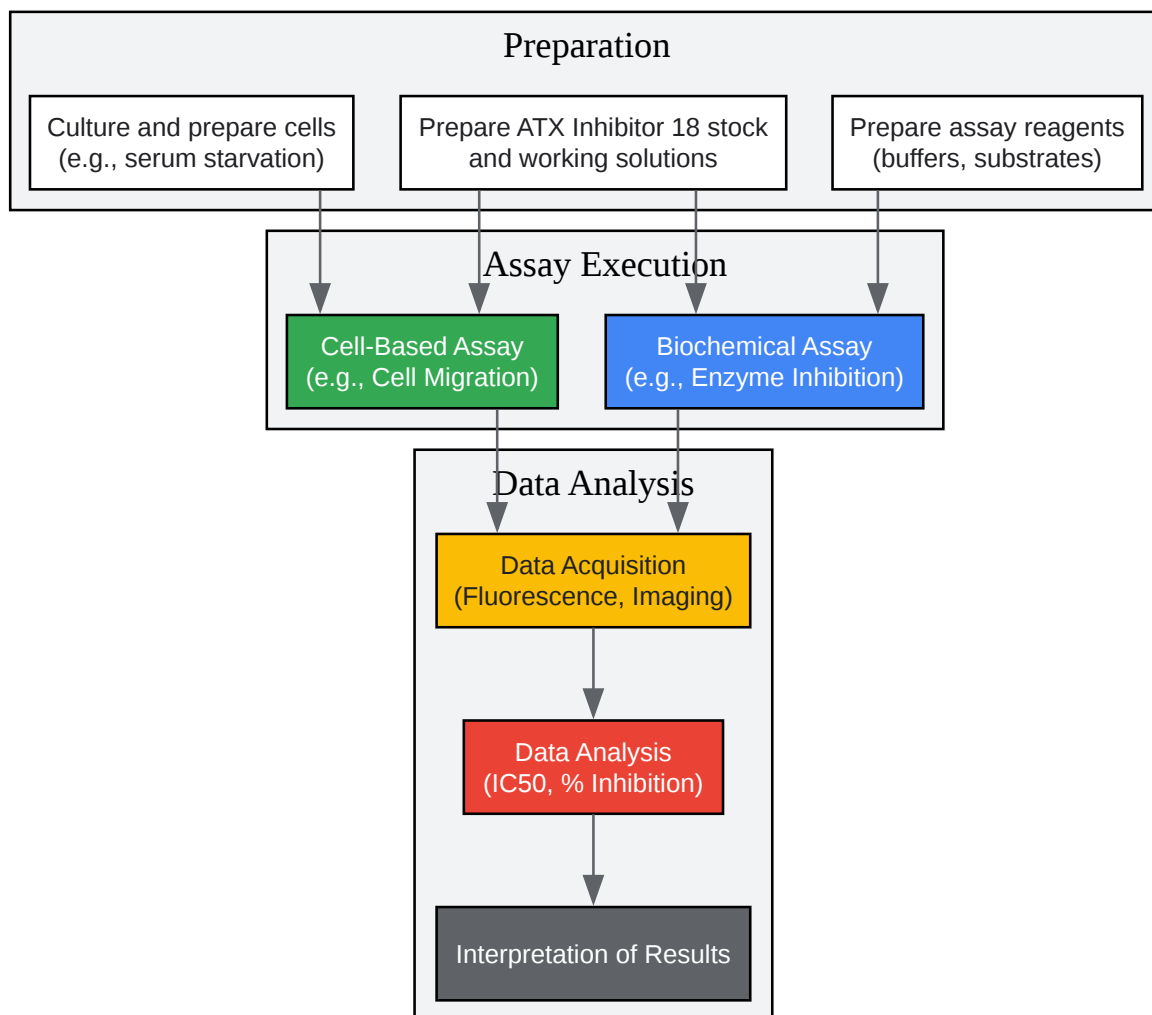 Preparation
Culture and prepare cells
(e.g., serum starvation)
Prepare ATX Inhibitor 18 stock
and working solutions
Prepare assay reagents
(buffers, substrates)
Assay Execution
Cell-Based Assay
(e.g., Cell Migration)
Biochemical Assay
(e.g., Enzyme Inhibition)
Data Analysis
Data Acquisition
(Fluorescence, Imaging)
Data Analysis
(IC50, % Inhibition)
Interpretation of Results